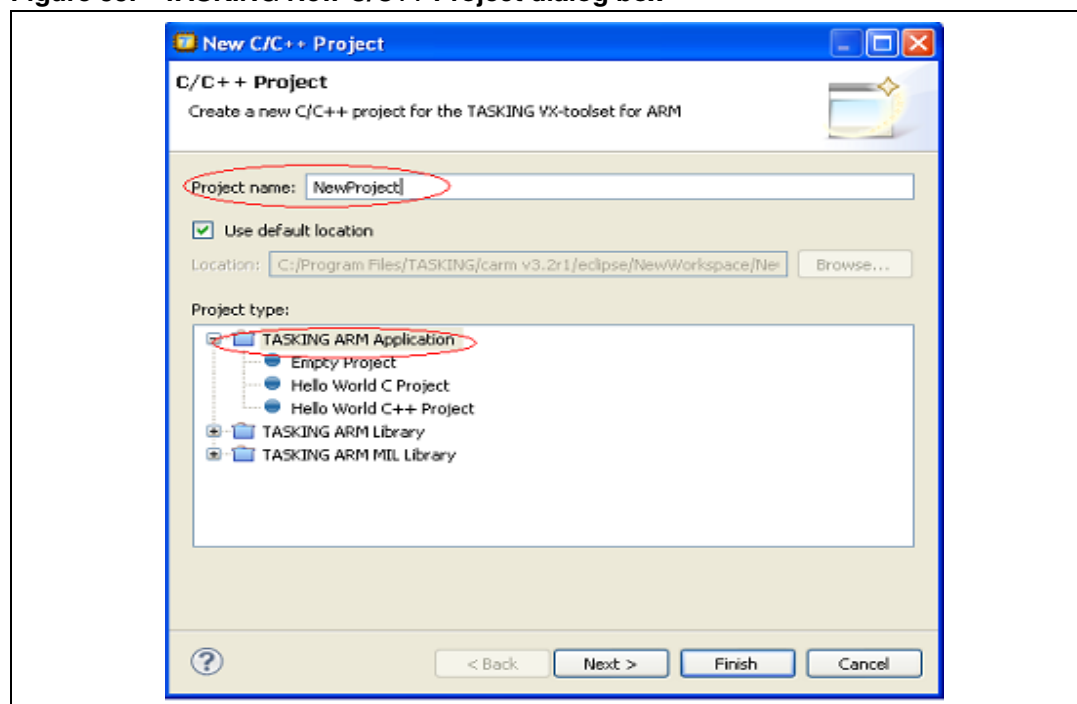 New C/C++ Project
C/C++ Project
Create a new C/C++ project for the TASKING VX-toolset for ARM
Project name: NewProject
Use default location
Location: C:/Program Files/TASKING/carm v3.2r1/eclipse/NewWorkspace/Ne
Browse...
Project type:
TASKING ARM Application
Empty Project
Hello World C Project
Hello World C++ Project
TASKING ARM Library
TASKING ARM MIL Library
< Back Next > Finish Cancel